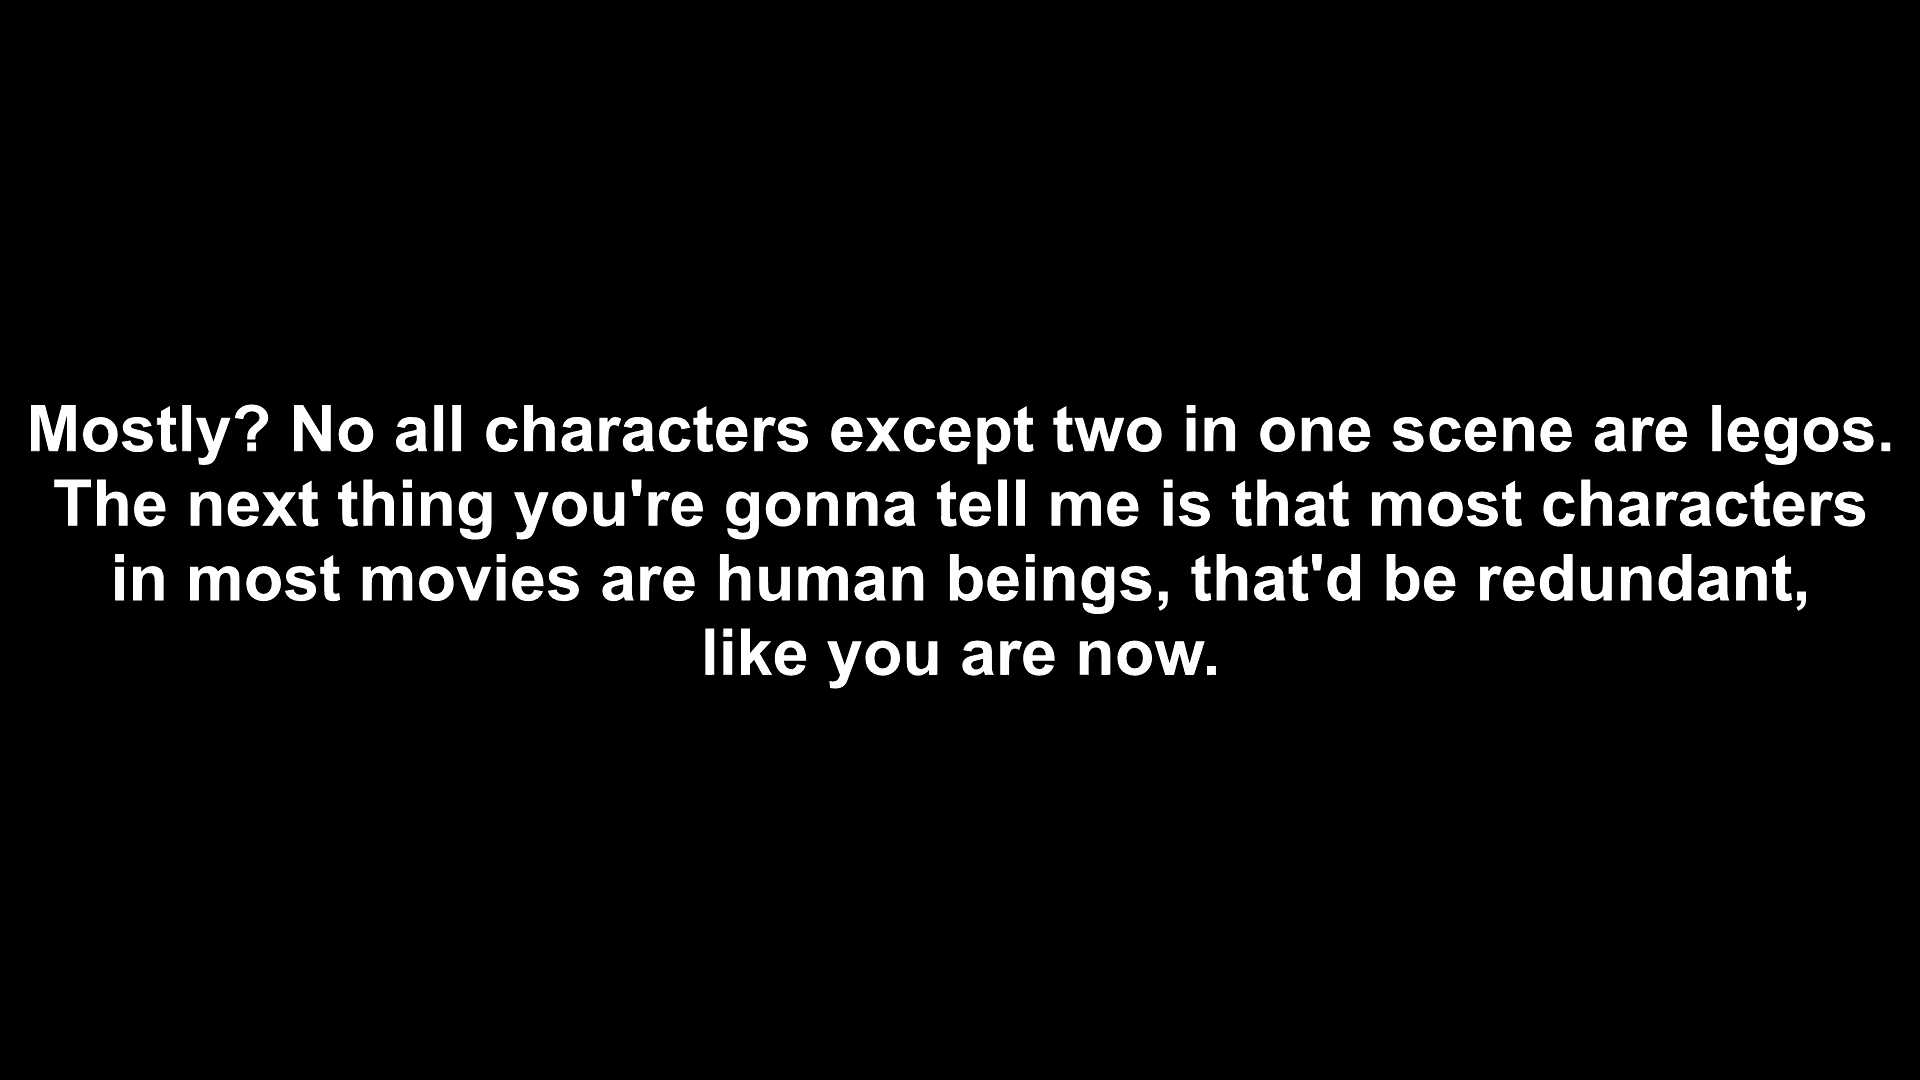 Mostly? No all characters except two in one scene are legos.
The next thing you're gonna tell me is that most characters
in most movies are human beings, that'd be redundant,
like you are now.